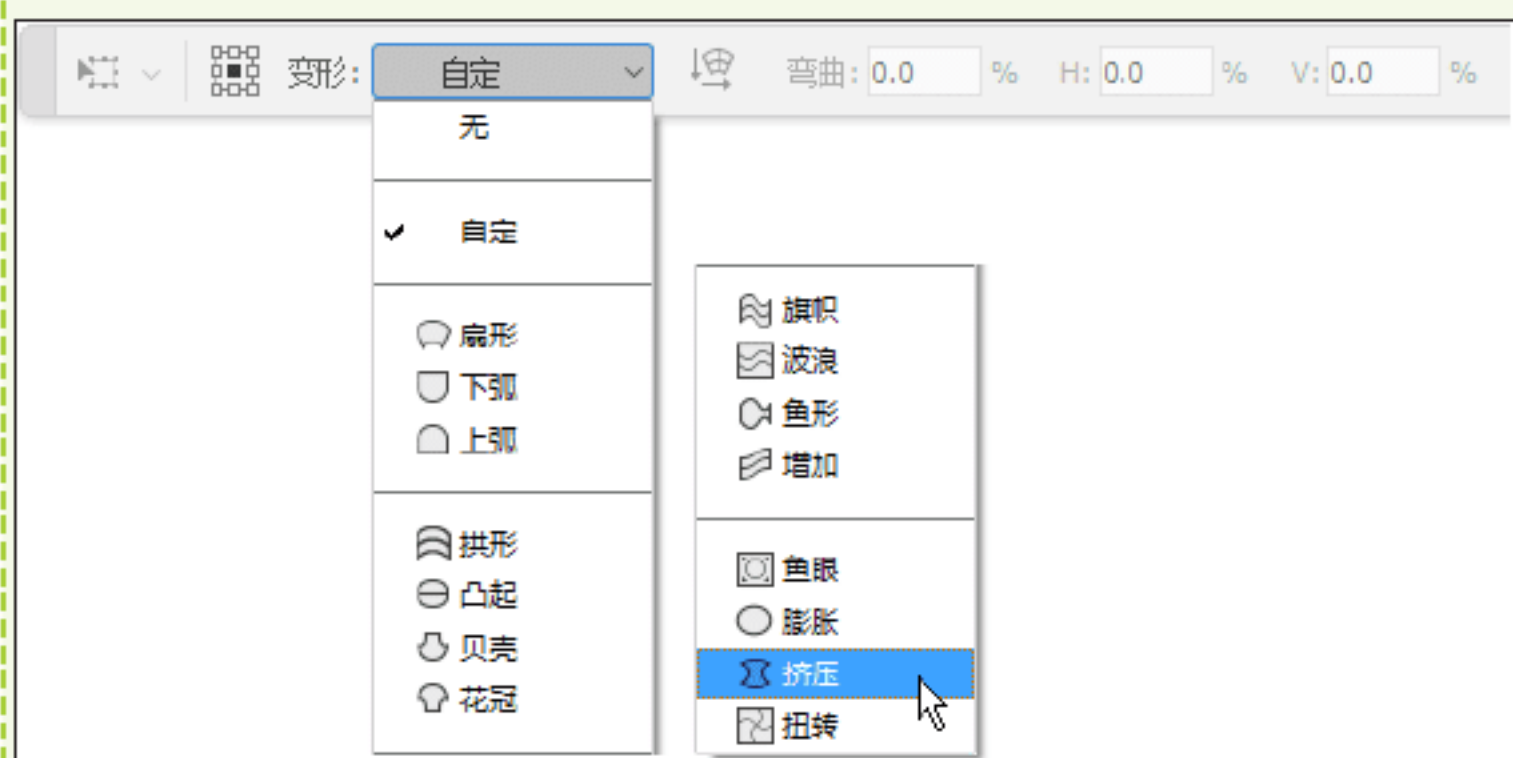 变形: 自定 弯曲: 0.0 % H: 0.0 % V: 0.0 %
无
自定
扇形
下弧
上弧
拱形
凸起
贝壳
花冠
旗帜
波浪
鱼形
增加
鱼眼
膨胀
挤压
扭转